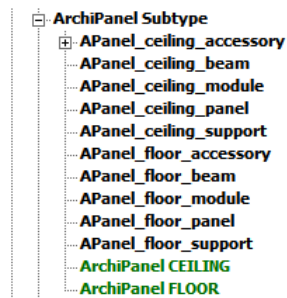 ArchiPanel Subtype
APanel_ceiling_accessory
APanel_ceiling_beam
APanel_ceiling_module
APanel_ceiling_panel
APanel_ceiling_support
APanel_floor_accessory
APanel_floor_beam
APanel_floor_module
APanel_floor_panel
APanel_floor_support
ArchiPanel CEILING
ArchiPanel FLOOR